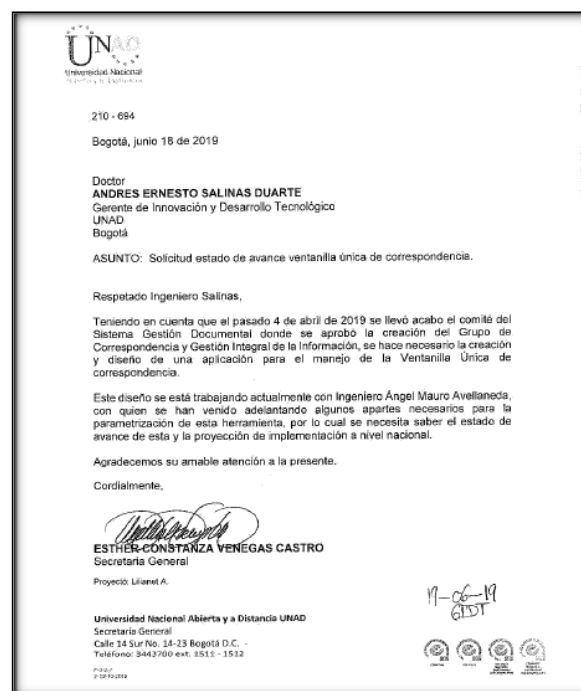 UNAD
Universidad Nacional
Abierta y a Distancia
210 - 694
Bogotá, junio 18 de 2019
Doctor
ANDRES ERNESTO SALINAS DUARTE
Gerente de Innovación y Desarrollo Tecnológico
UNAD
Bogotá
ASUNTO: Solicitud estado de avance ventanilla única de correspondencia.
Respetado Ingeniero Salinas,
Teniendo en cuenta que el pasado 4 de abril de 2019 se llevó acabo el comité del
Sistema Gestión Documental donde se aprobó la creación del Grupo de
Correspondencia y Gestión Integral de la Información, se hace necesario la creación
y diseño de una aplicación para el manejo de la Ventanilla Única de
correspondencia.
Este diseño se está trabajando actualmente con Ingeniero Ángel Mauro Avellaneda,
con quien se han venido adelantando algunos apartes necesarios para la
parametrización de esta herramienta, por lo cual se necesita saber el estado de
avance de esta y la proyección de implementación a nivel nacional.
Agradecemos su amable atención a la presente.
Cordialmente,
ESTHER CONSTANZA VENEGAS CASTRO
Secretaria General
Proyectó: Lilianet A.
19-06-19
GIDT
Universidad Nacional Abierta y a Distancia UNAD
Secretaría General
Calle 14 Sur No. 14-23 Bogotá D.C. -
Teléfono: 3443700 ext. 1511 - 1512